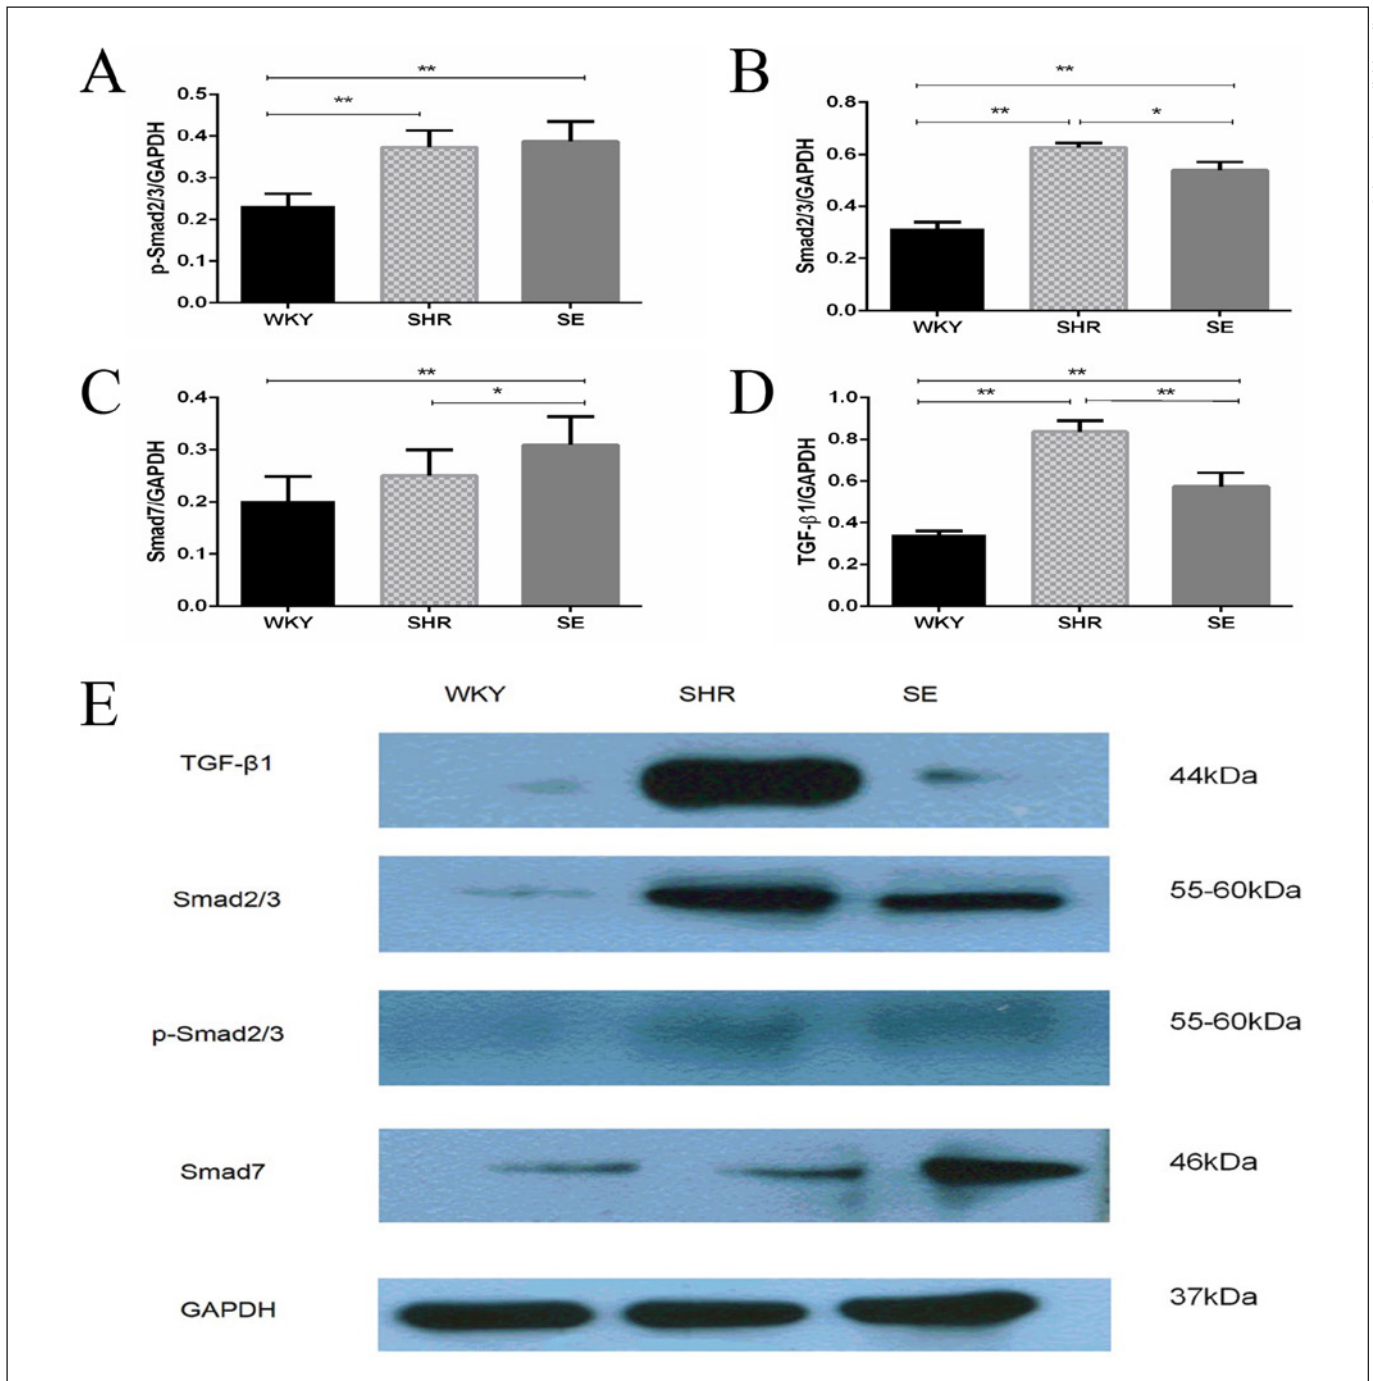 A
**
**
0.5
0.4
0.3
0.2
0.1
0.0
p-Smad2/3/GAPDH
WKY SHR SE
B
**
** *
0.8
0.6
0.4
0.2
0.0
Smad2/3/GAPDH
WKY SHR SE
C
**
*
0.4
0.3
0.2
0.1
0.0
Smad7/GAPDH
WKY SHR SE
D
**
** **
1.0
0.8
0.6
0.4
0.2
0.0
TGF-β1/GAPDH
WKY SHR SE
E
WKY SHR SE
TGF-β1 44kDa
Smad2/3 55-60kDa
p-Smad2/3 55-60kDa
Smad7 46kDa
GAPDH 37kDa